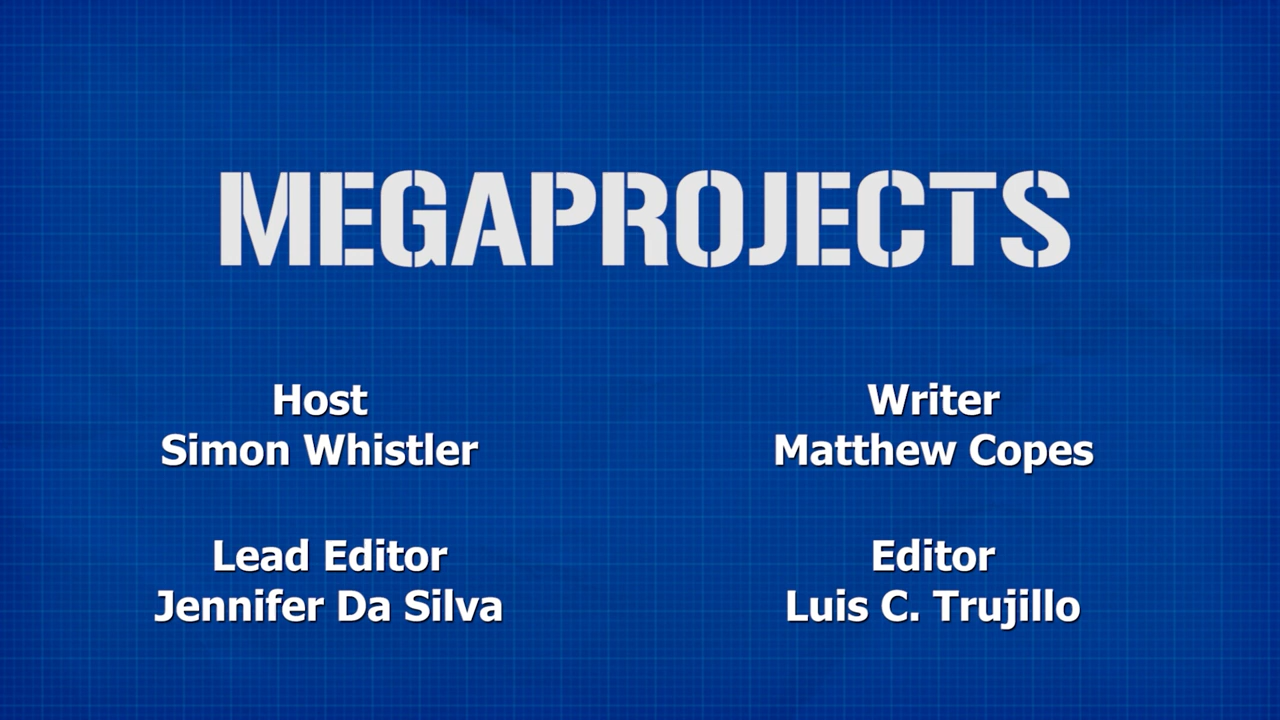 MEGAPROJECTS
Host
Simon Whistler
Writer
Matthew Copes
Lead Editor
Jennifer Da Silva
Editor
Luis C. Trujillo